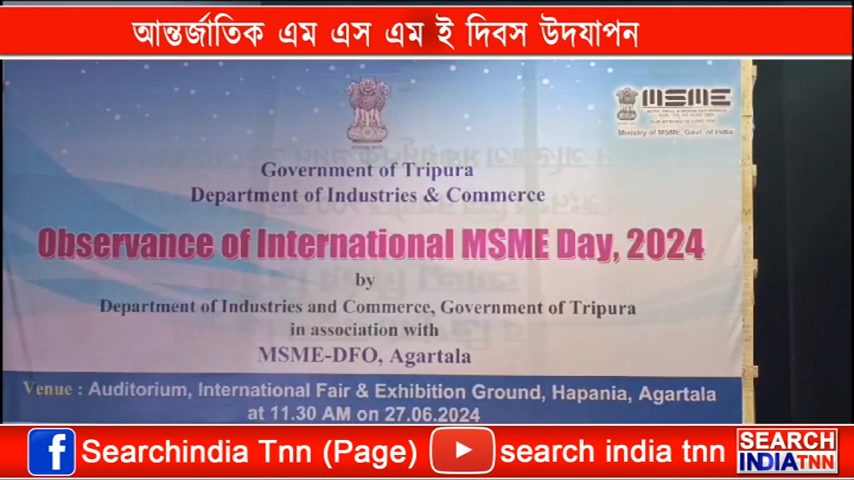 আন্তর্জাতিক এম এস এম ই দিবস উদযাপন
MSME
Ministry of MSME, Govt. of India
Government of Tripura
Department of Industries & Commerce
Observance of International MSME Day, 2024
by
Department of Industries and Commerce, Government of Tripura
in association with
MSME-DFO, Agartala
Venue : Auditorium, International Fair & Exhibition Ground, Hapania, Agartala
at 11.30 AM on 27.06.2024
Searchindia Tnn (Page)
search india tnn
SEARCH
INDIA TNN